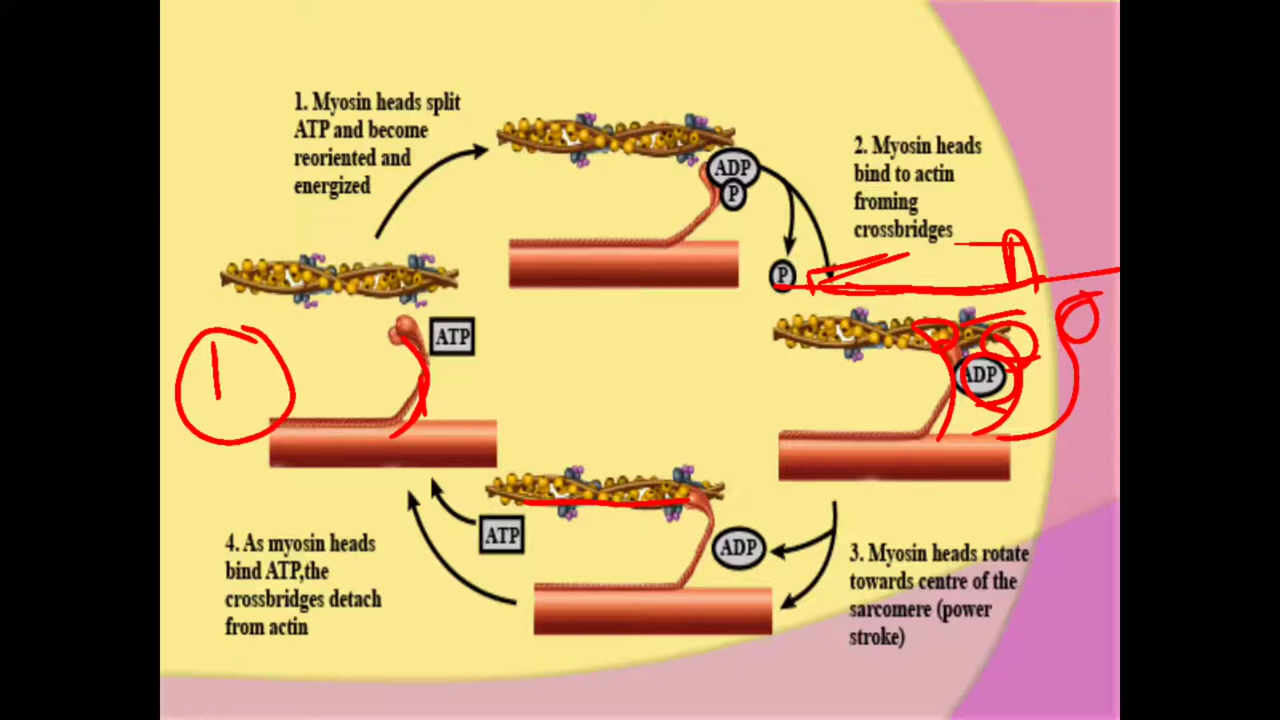 1. Myosin heads split
ATP and become
reoriented and
energized
ADP
P
2. Myosin heads
bind to actin
froming
crossbridges
P
ATP
1
ADP
ATP
ADP
3. Myosin heads rotate
towards centre of the
sarcomere (power
stroke)
4. As myosin heads
bind ATP,the
crossbridges detach
from actin